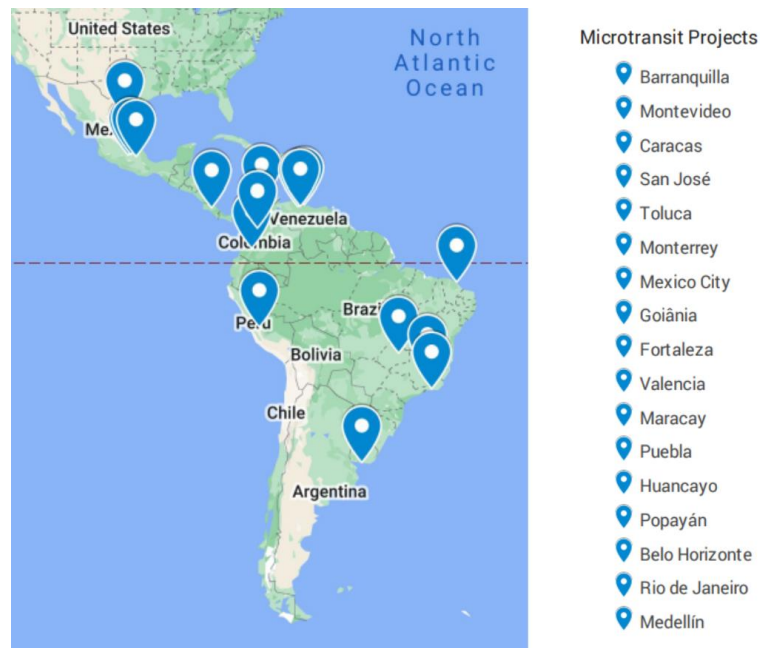 United States
North
Atlantic
Ocean
Me
Venezuela
Colombia
Brazi
Peru
Bolivia
Chile
Argentina
Microtransit Projects
Barranquilla
Montevideo
Caracas
San José
Toluca
Monterrey
Mexico City
Goiânia
Fortaleza
Valencia
Maracay
Puebla
Huancayo
Popayán
Belo Horizonte
Rio de Janeiro
Medellín